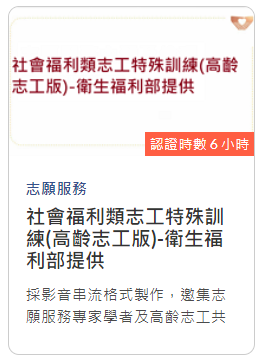 社會福利類志工特殊訓練(高齡
志工版)-衛生福利部提供
認證時數 6 小時
志願服務
社會福利類志工特殊訓
練(高齡志工版)-衛生福
利部提供
採影音串流格式製作，邀集志
願服務專家學者及高齡志工共